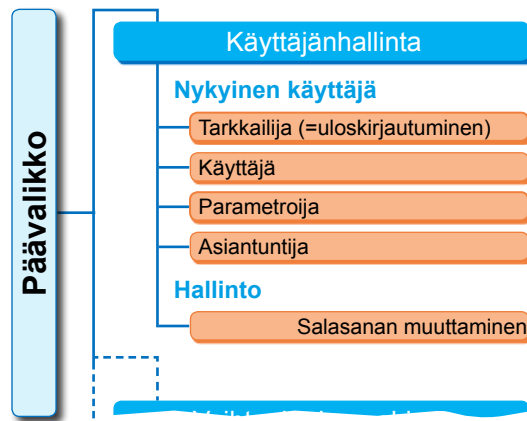 Päävalikko
Käyttäjänhallinta
Nykyinen käyttäjä
Tarkkailija (=uloskirjautuminen)
Käyttäjä
Parametroija
Asiantuntija
Hallinto
Salasanan muuttaminen